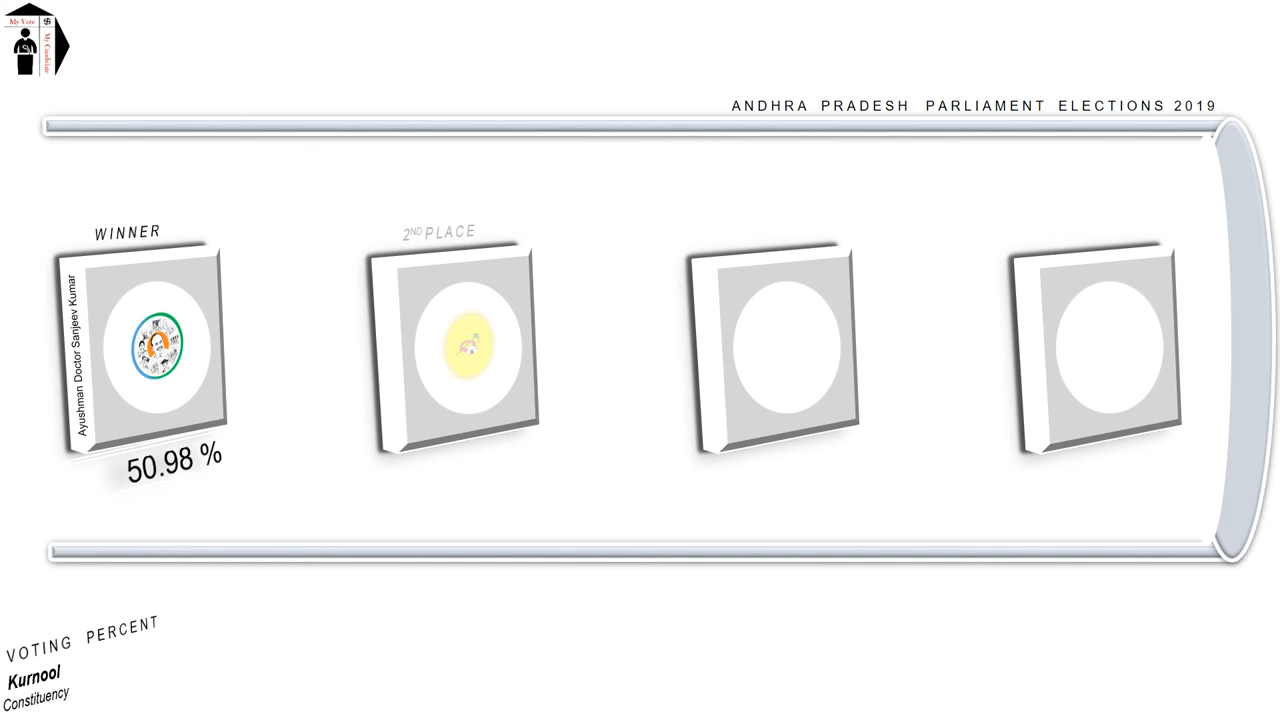 My Vote
My Candidate
ANDHRA PRADESH PARLIAMENT ELECTIONS 2019
WINNER
2ND PLACE
Ayushman Doctor Sanjeev Kumar
50.98 %
VOTING PERCENT
Kurnool
Constituency